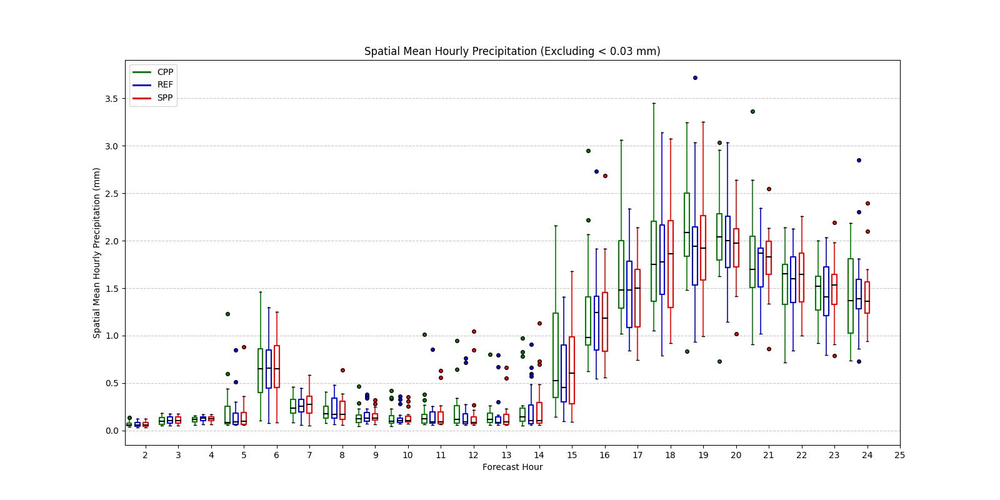 Spatial Mean Hourly Precipitation (Excluding < 0.03 mm)
CPP
REF
SPP
Spatial Mean Hourly Precipitation (mm)
3.5
3.0
2.5
2.0
1.5
1.0
0.5
0.0
2 3 4 5 6 7 8 9 10 11 12 13 14 15 16 17 18 19 20 21 22 23 24 25
Forecast Hour